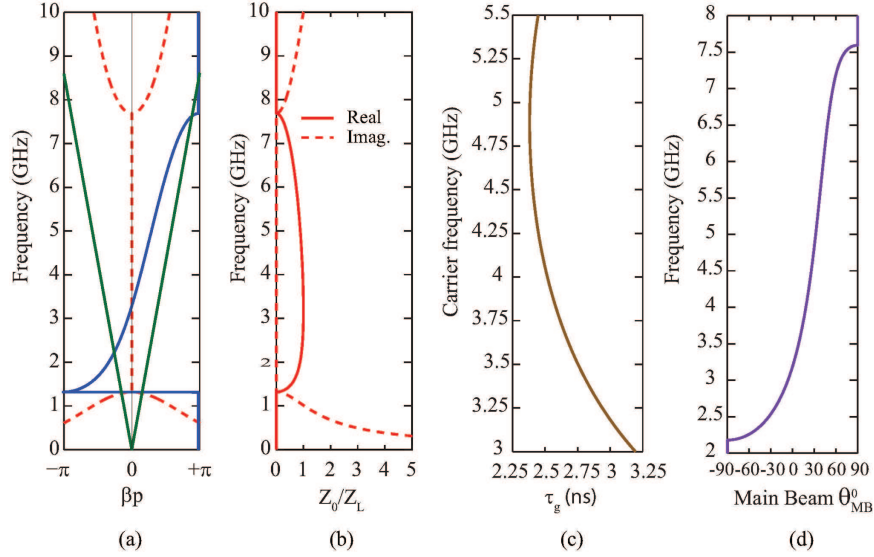 10
9
8
7
6
5
4
3
2
1
0
Frequency (GHz)
−π
0
+π
βp
(a)
10
9
8
7
6
5
4
3
2
1
0
Frequency (GHz)
Real
Imag.
0 1 2 3 4 5
Z0/ZL
(b)
5.5
5.25
5
4.75
4.5
4.25
4
3.75
3.5
3.25
3
Carrier frequency (GHz)
2.25 2.5 2.75 3 3.25
τg (ns)
(c)
8
7.5
7
6.5
6
5.5
5
4.5
4
3.5
3
2.5
2
Frequency (GHz)
-90 -60 -30 0 30 60 90
Main Beam θ0MB
(d)